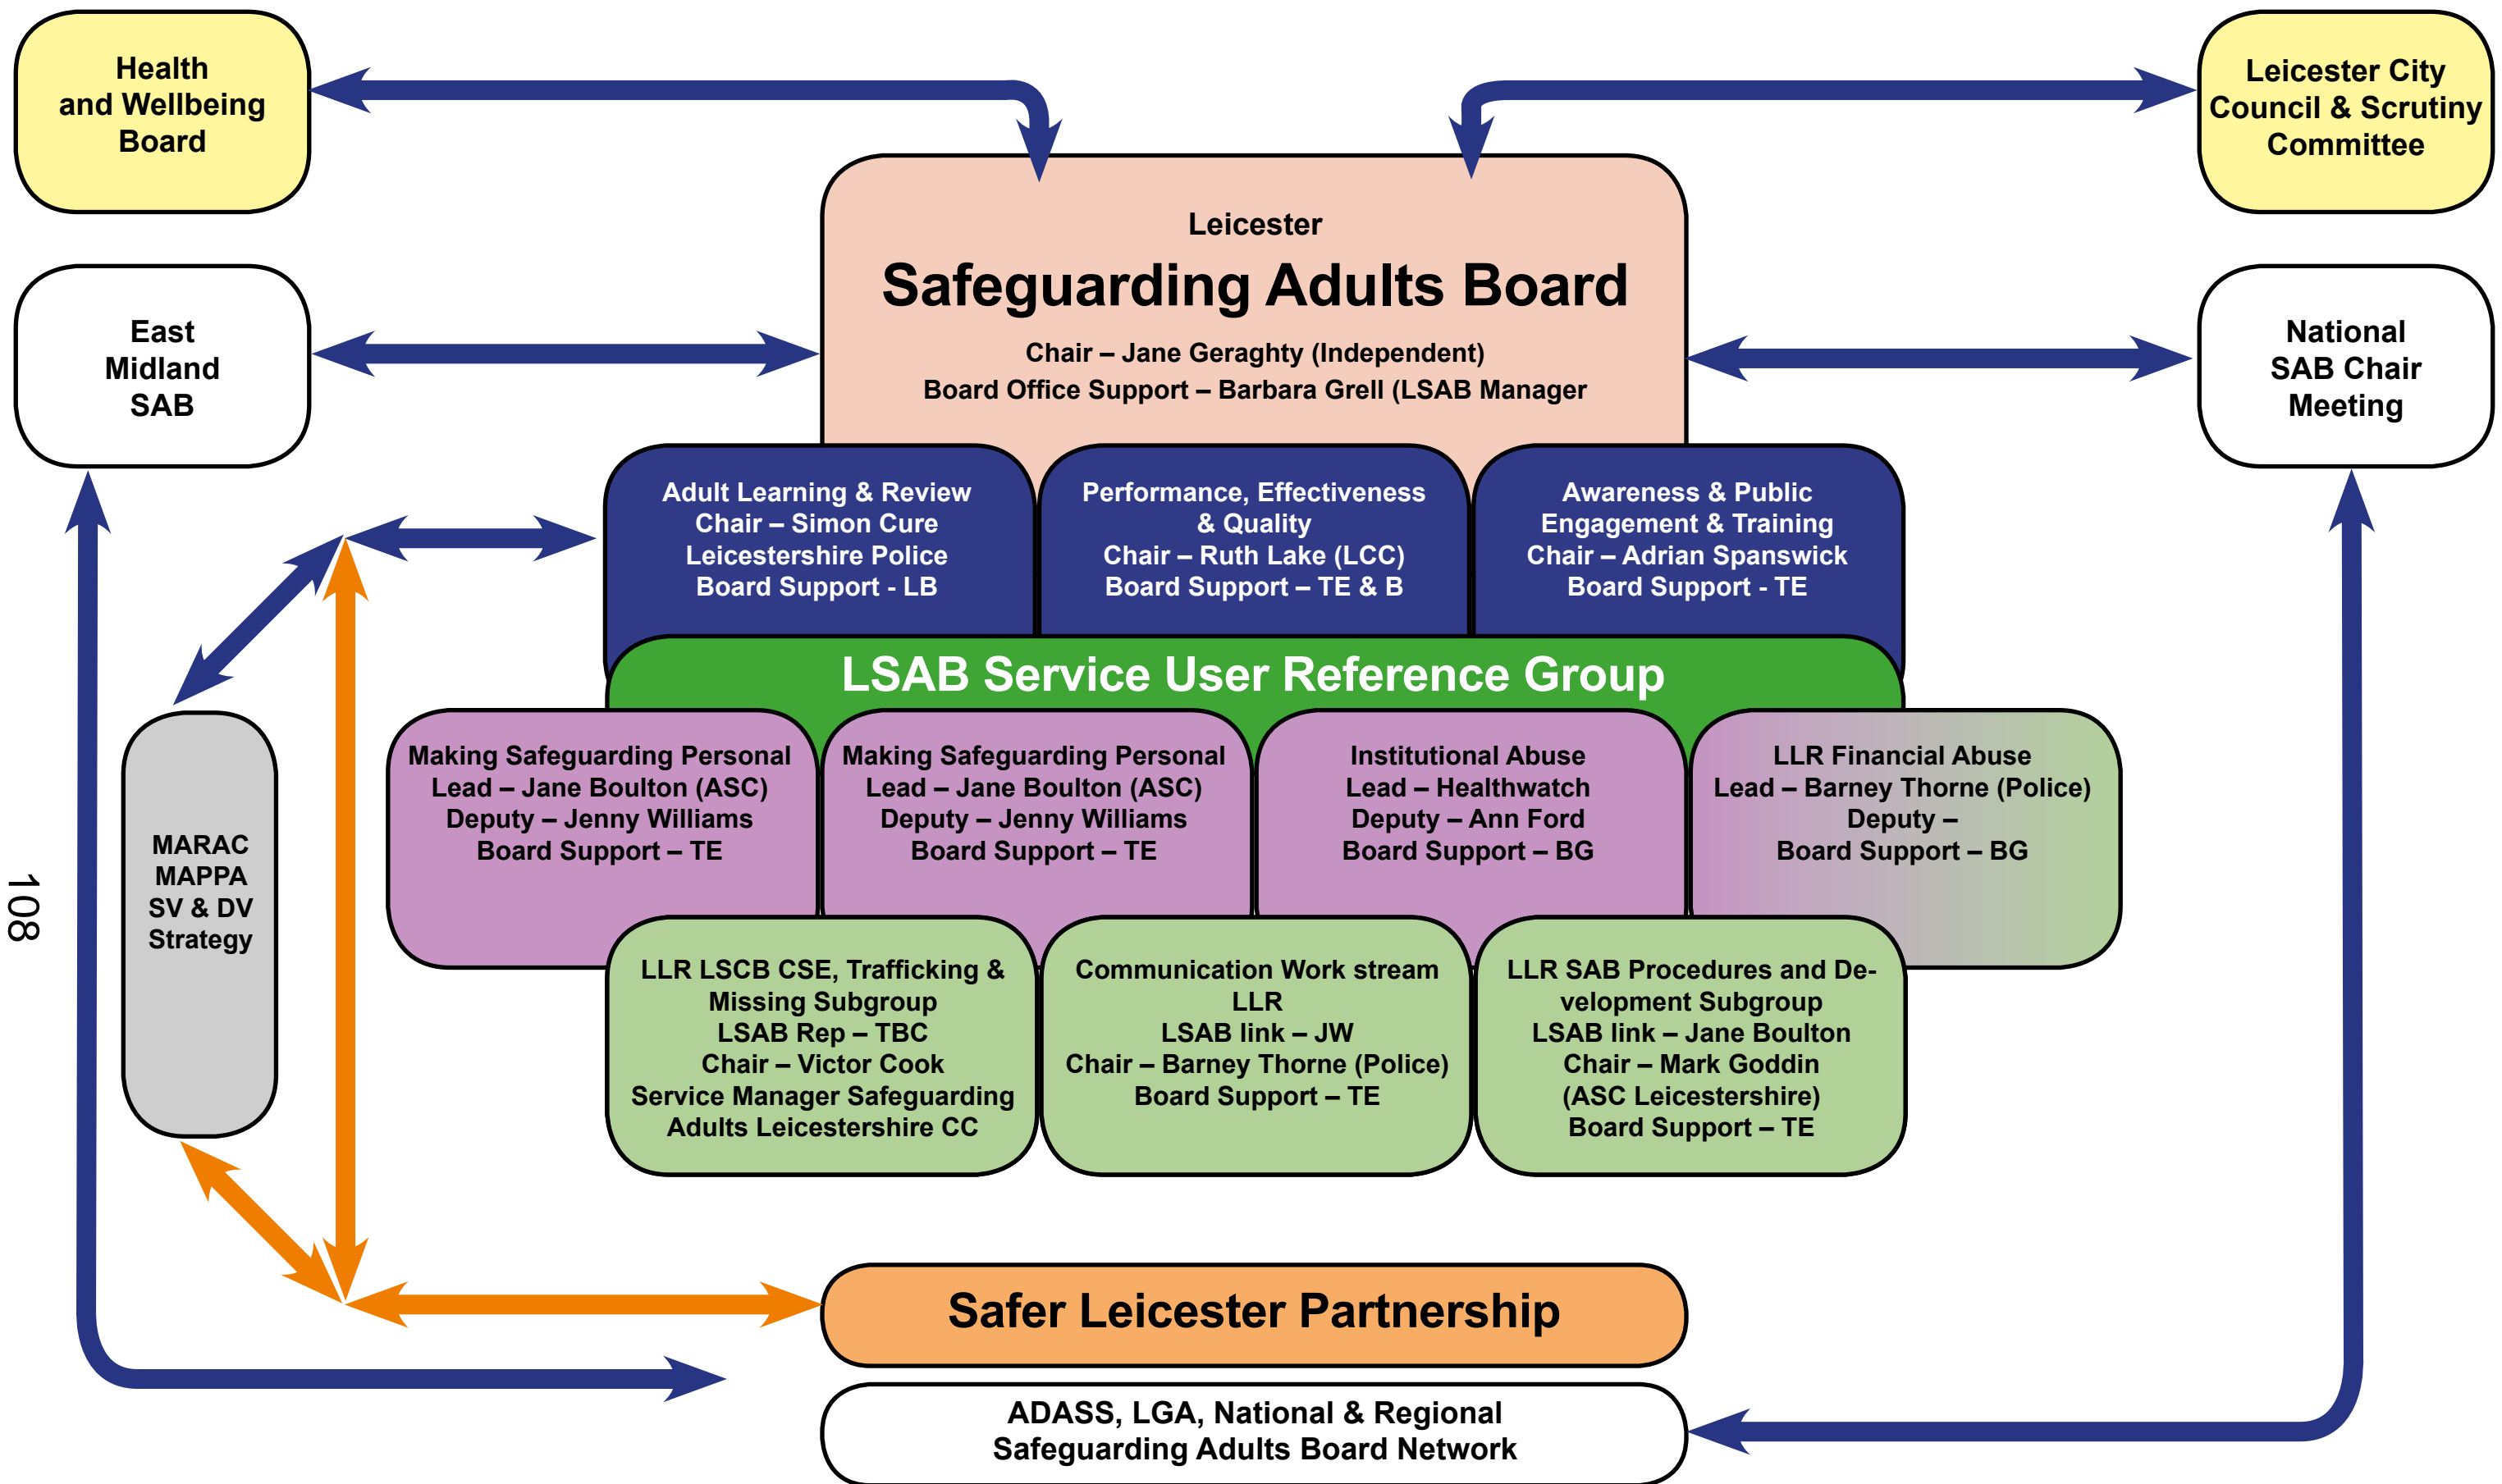 Health
and Wellbeing
Board
Leicester City
Council & Scrutiny
Committee
Leicester
Safeguarding Adults Board
Chair – Jane Geraghty (Independent)
Board Office Support – Barbara Grell (LSAB Manager
East
Midland
SAB
National
SAB Chair
Meeting
Adult Learning & Review
Chair – Simon Cure
Leicestershire Police
Board Support - LB
Performance, Effectiveness
& Quality
Chair – Ruth Lake (LCC)
Board Support – TE & B
Awareness & Public
Engagement & Training
Chair – Adrian Spanswick
Board Support - TE
LSAB Service User Reference Group
Making Safeguarding Personal
Lead – Jane Boulton (ASC)
Deputy – Jenny Williams
Board Support – TE
Making Safeguarding Personal
Lead – Jane Boulton (ASC)
Deputy – Jenny Williams
Board Support – TE
Institutional Abuse
Lead – Healthwatch
Deputy – Ann Ford
Board Support – BG
LLR Financial Abuse
Lead – Barney Thorne (Police)
Deputy –
Board Support – BG
MARAC
MAPPA
SV & DV
Strategy
108
LLR LSCB CSE, Trafficking &
Missing Subgroup
LSAB Rep – TBC
Chair – Victor Cook
Service Manager Safeguarding
Adults Leicestershire CC
Communication Work stream
LLR
LSAB link – JW
Chair – Barney Thorne (Police)
Board Support – TE
LLR SAB Procedures and De-
velopment Subgroup
LSAB link – Jane Boulton
Chair – Mark Goddin
(ASC Leicestershire)
Board Support – TE
Safer Leicester Partnership
ADASS, LGA, National & Regional
Safeguarding Adults Board Network